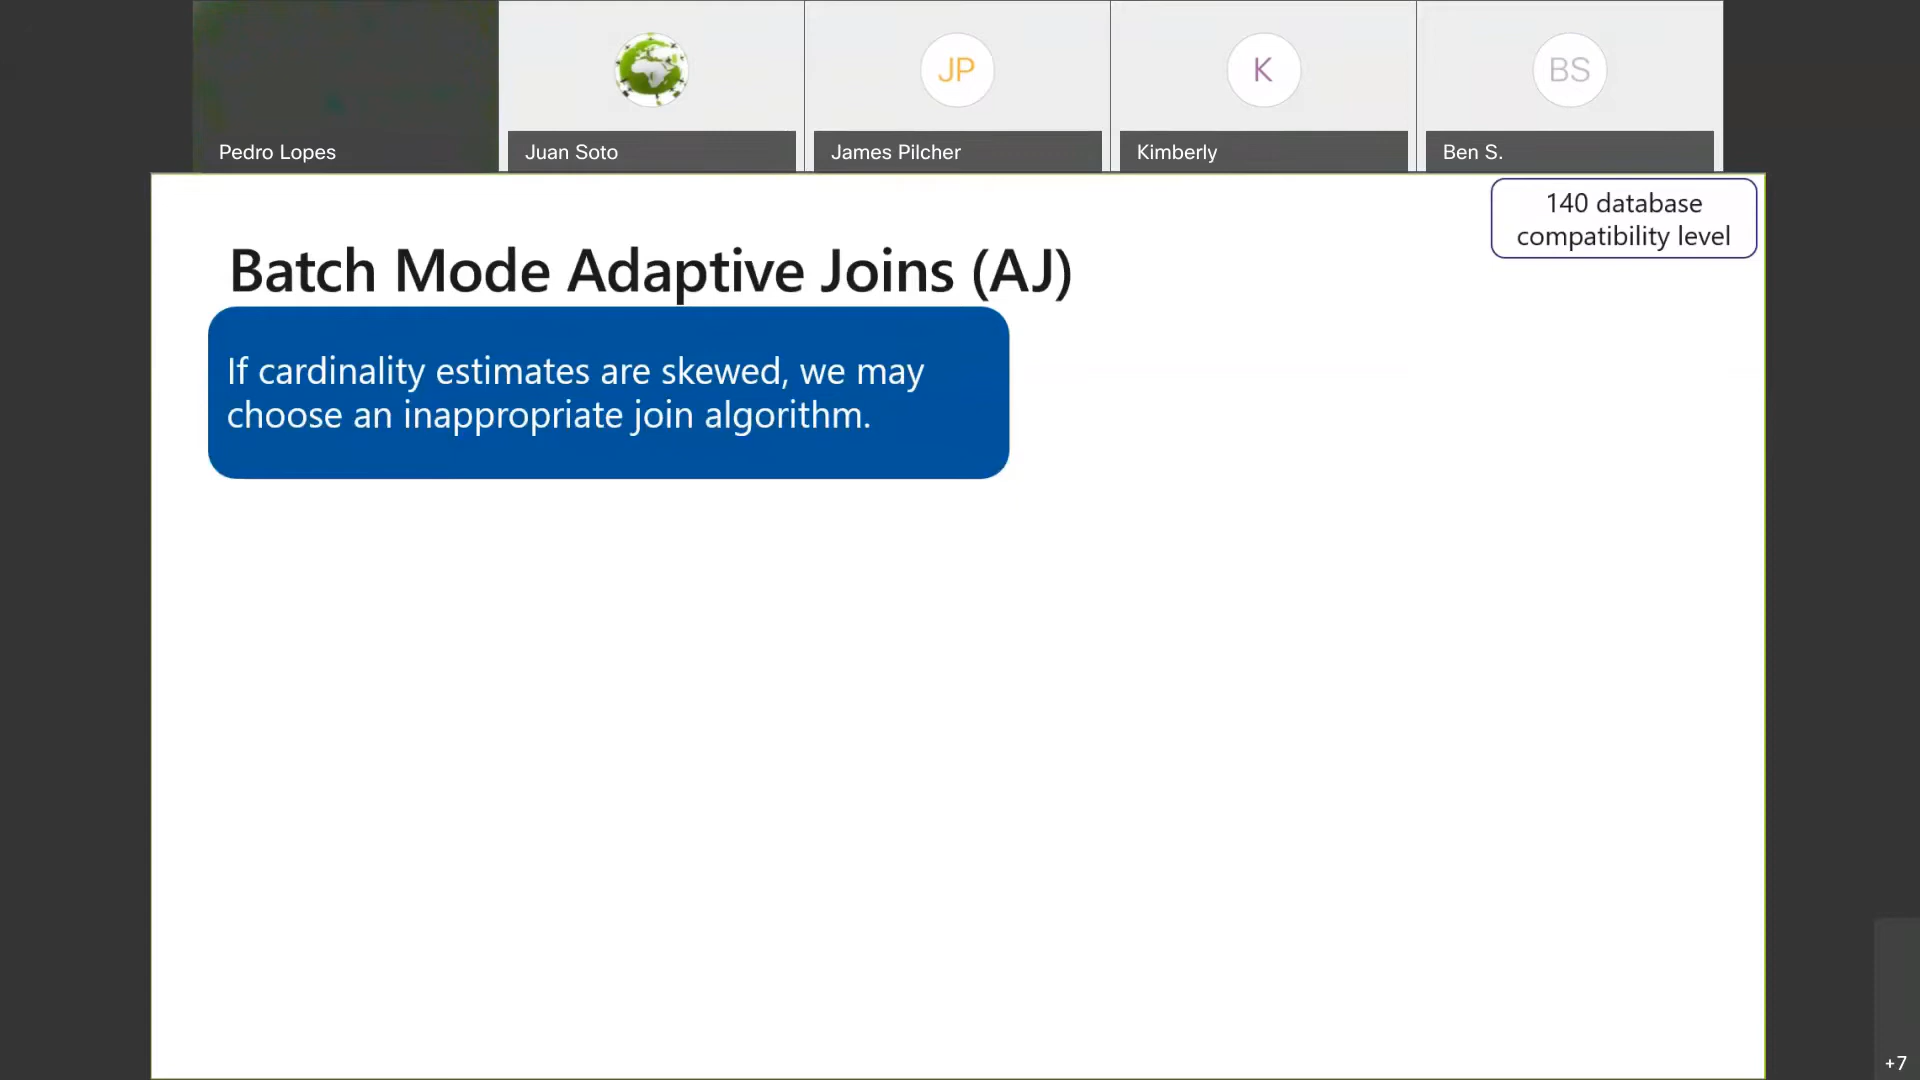 JP
K
BS
Pedro Lopes
Juan Soto
James Pilcher
Kimberly
Ben S.
140 database
compatibility level
Batch Mode Adaptive Joins (AJ)
If cardinality estimates are skewed, we may
choose an inappropriate join algorithm.
+7